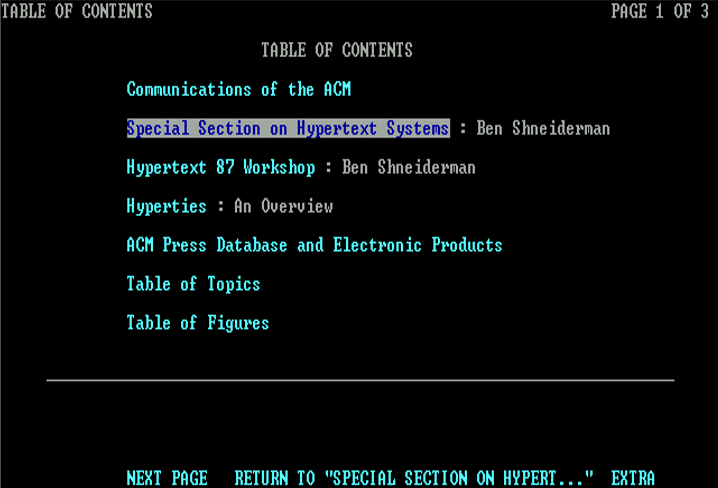 TABLE OF CONTENTS PAGE 1 OF 3
TABLE OF CONTENTS
Communications of the ACM
Special Section on Hypertext Systems : Ben Shneiderman
Hypertext 87 Workshop : Ben Shneiderman
Hyperties : An Overview
ACM Press Database and Electronic Products
Table of Topics
Table of Figures
NEXT PAGE RETURN TO "SPECIAL SECTION ON HYPERT..." EXTRA